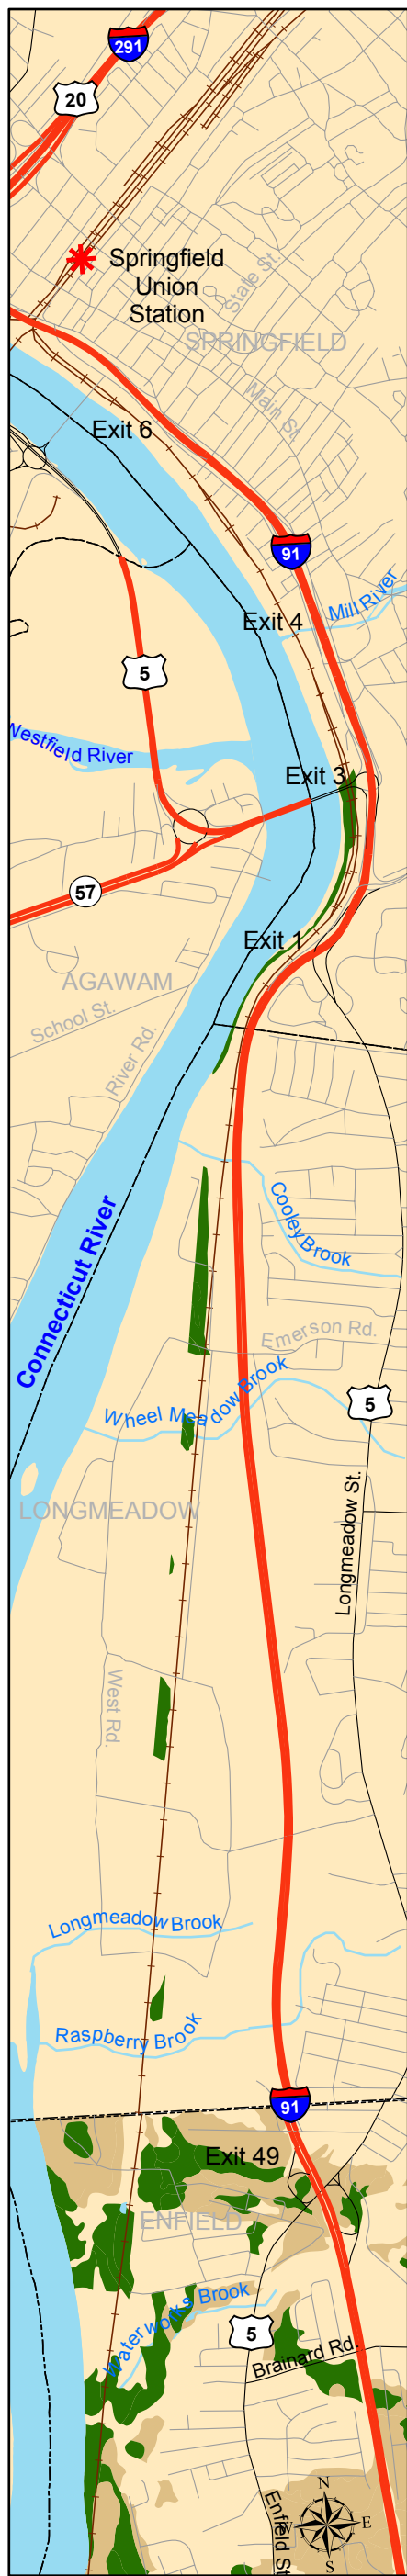 291
20
Springfield
Union
Station
State St.
SPRINGFIELD
Main St.
Exit 6
91
Mill River
Exit 4
5
Westfield River
Exit 3
57
Exit 1
AGAWAM
School St.
River Rd.
Cooley Brook
Connecticut River
Emerson Rd.
Wheel Meadow Brook
5
Longmeadow St.
LONGMEADOW
West Rd.
Longmeadow Brook
Raspberry Brook
91
Exit 49
ENFIELD
Waterworks Brook
5
Brainard Rd.
Enfield St
N
W
E
S